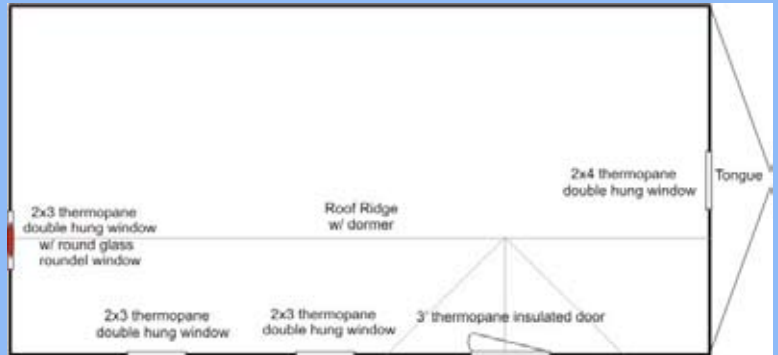 2x4 thermopane
double hung window
Tongue
2x3 thermopane
double hung window
w/ round glass
roundel window
Roof Ridge
w/ dormer
2x3 thermopane
double hung window
2x3 thermopane
double hung window
3' thermopane insulated door